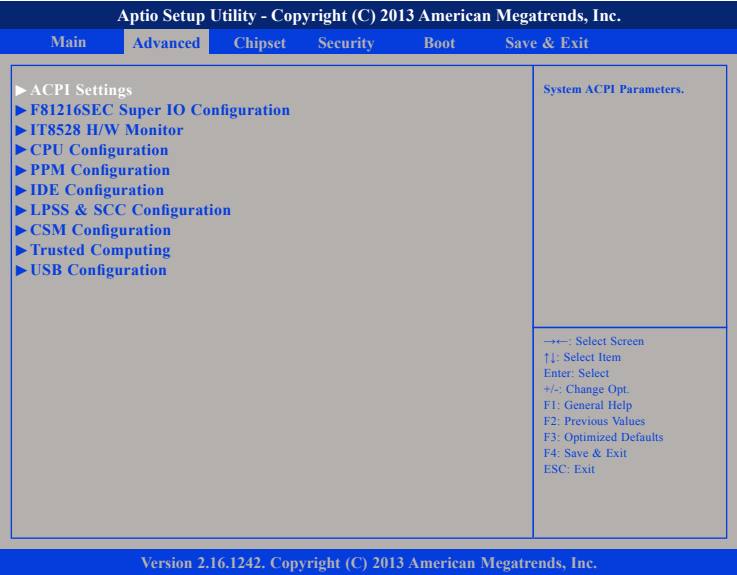 Aptio Setup Utility - Copyright (C) 2013 American Megatrends, Inc.
Main Advanced Chipset Security Boot Save & Exit
▶ACPI Settings
▶F81216SEC Super IO Configuration
▶IT8528 H/W Monitor
▶CPU Configuration
▶PPM Configuration
▶IDE Configuration
▶LPSS & SCC Configuration
▶CSM Configuration
▶Trusted Computing
▶USB Configuration
System ACPI Parameters.
→←: Select Screen
↑↓: Select Item
Enter: Select
+/-: Change Opt.
F1: General Help
F2: Previous Values
F3: Optimized Defaults
F4: Save & Exit
ESC: Exit
Version 2.16.1242. Copyright (C) 2013 American Megatrends, Inc.